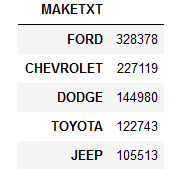 MAKETXT
FORD 328378
CHEVROLET 227119
DODGE 144980
TOYOTA 122743
JEEP 105513